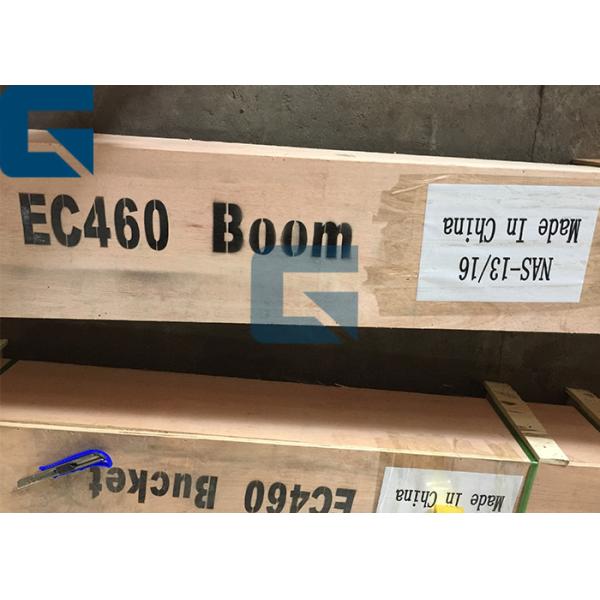 EC460 Boom
Made In China
NAS-13/16
EC460 Bucket
Made In China